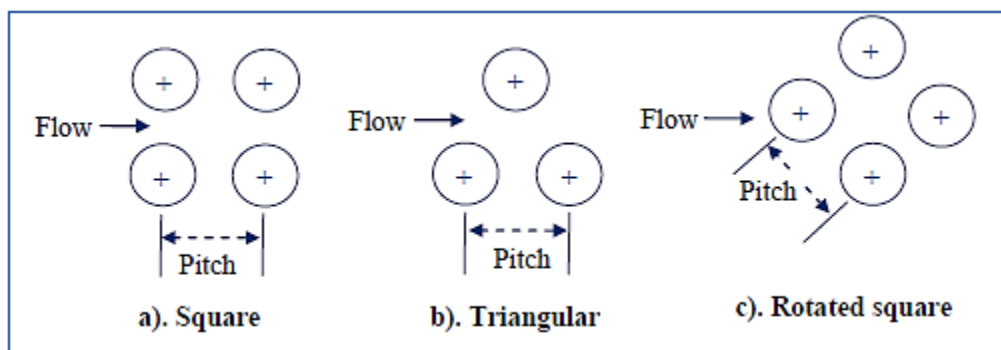 Flow
Pitch
a). Square
Flow
Pitch
b). Triangular
Flow
Pitch
c). Rotated square